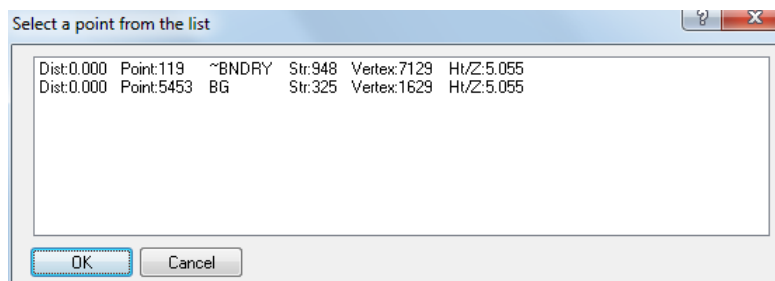 Select a point from the list
Dist:0.000 Point:119 ~BNDRY Str:948 Vertex:7129 Ht/Z:5.055
Dist:0.000 Point:5453 BG Str:325 Vertex:1629 Ht/Z:5.055
OK Cancel